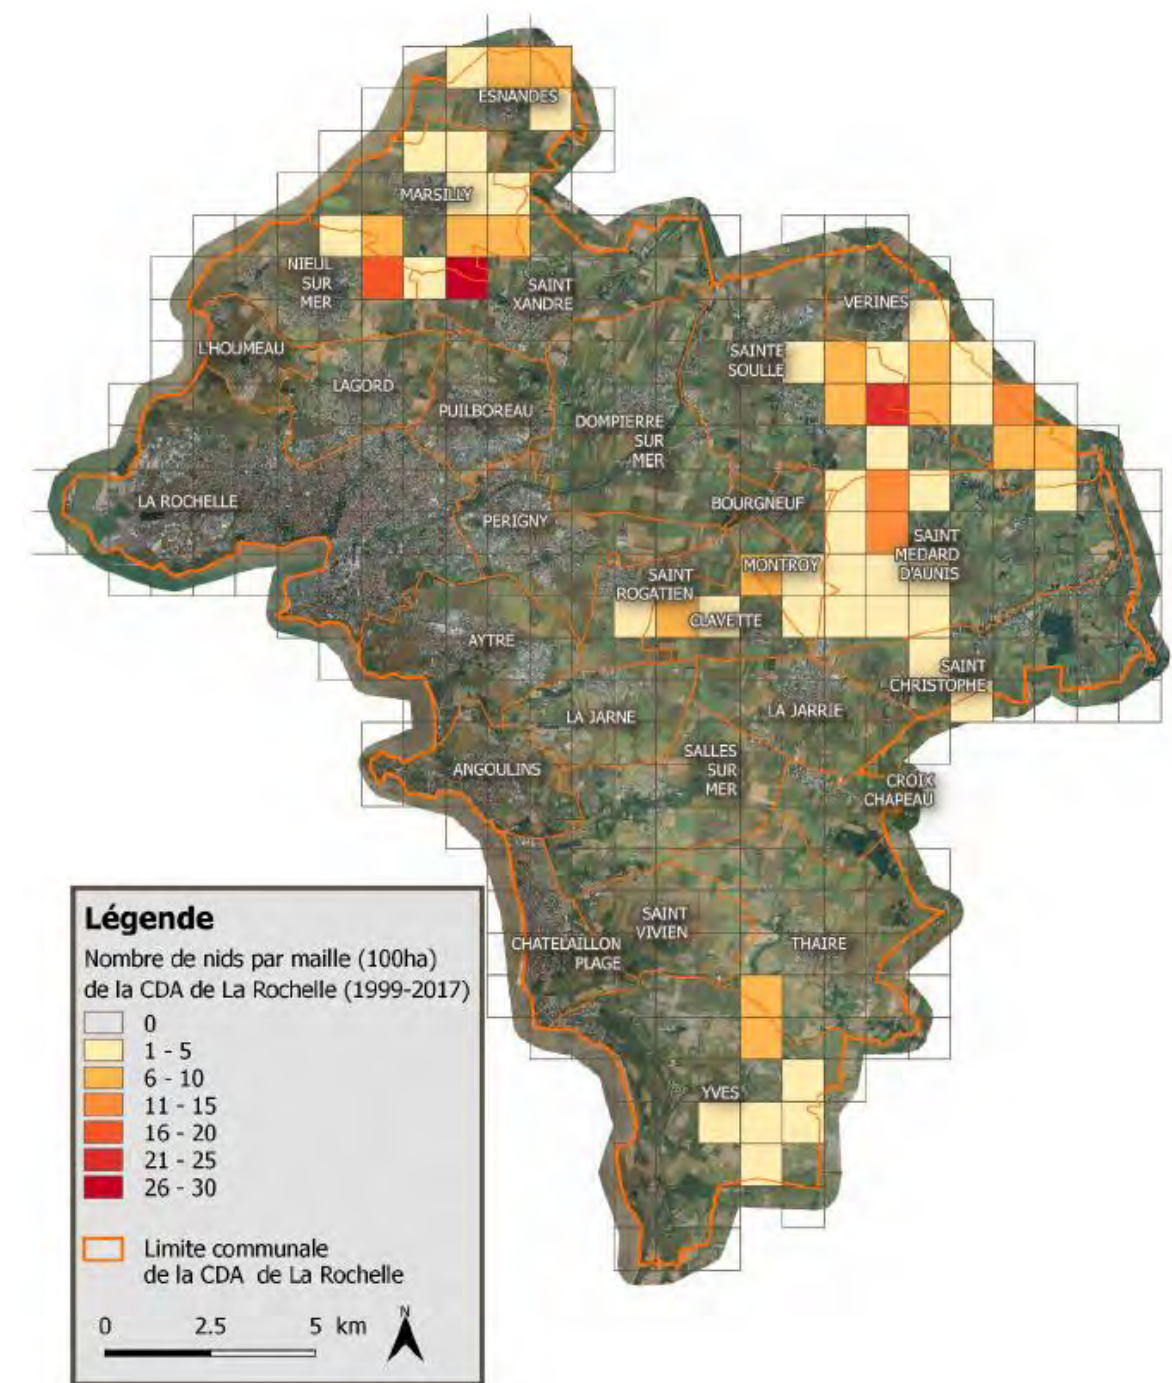 ESNANDES
MARSILLY
NIEUL
SUR
MER
SAINT
XANDRE
VERINES
L'HOUMEAU
SAINTE
SOULLE
LAGORD
PUILBOREAU
DOMPIERRE
SUR
MER
LA ROCHELLE
BOURGNEUF
PERIGNY
SAINT
MEDARD
D'AUNIS
MONTROY
SAINT
ROGATIEN
CLAVETTE
AYTRE
SAINT
CHRISTOPHE
LA JARNE
LA JARRIE
SALLES
SUR
MER
ANGOULINS
CROIX
CHAPEAU
SAINT
VIVIEN
CHATELAILLON
PLAGE
THAIRE
YVES
Légende
Nombre de nids par maille (100ha)
de la CDA de La Rochelle (1999-2017)
0
1 - 5
6 - 10
11 - 15
16 - 20
21 - 25
26 - 30
Limite communale
de la CDA de La Rochelle
0 2.5 5 km
N